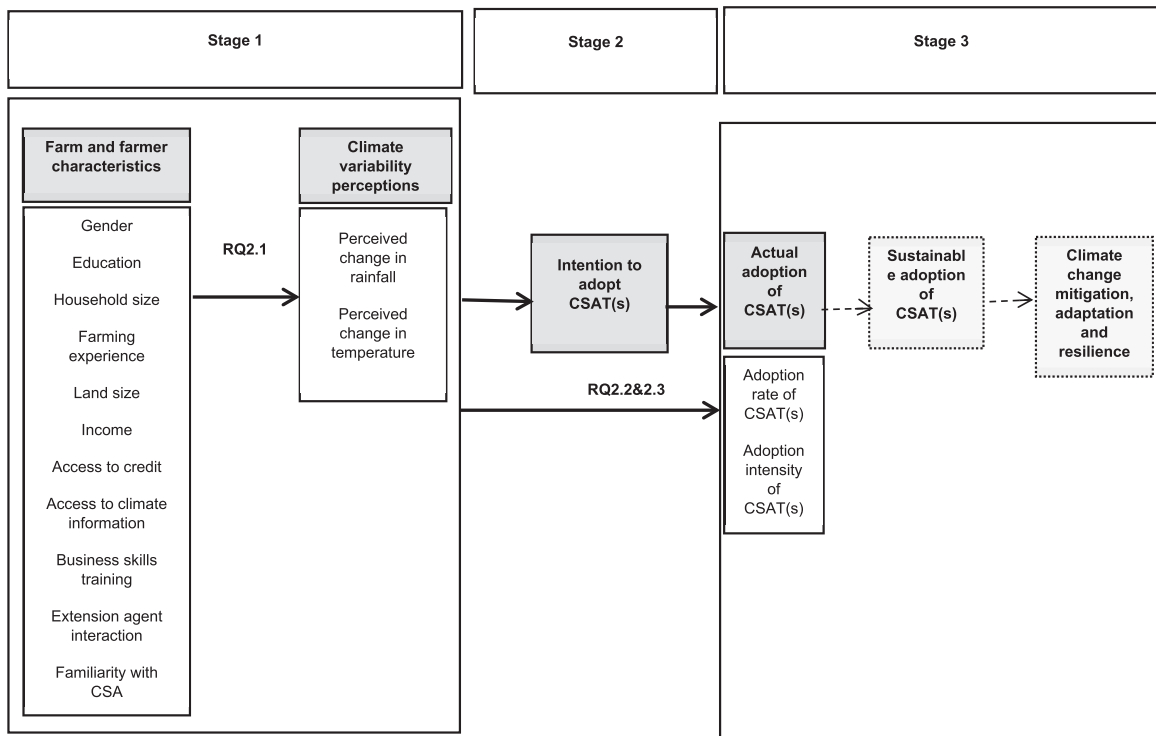 Stage 1
Stage 2
Stage 3
Farm and farmer
characteristics
Gender
Education
Household size
Farming
experience
Land size
Income
Access to credit
Access to climate
information
Business skills
training
Extension agent
interaction
Familiarity with
CSA
RQ2.1
Climate
variability
perceptions
Perceived
change in
rainfall
Perceived
change in
temperature
Intention to
adopt
CSAT(s)
RQ2.2&2.3
Actual
adoption
of
CSAT(s)
Adoption
rate of
CSAT(s)
Adoption
intensity
of
CSAT(s)
Sustainabl
e adoption
of
CSAT(s)
Climate
change
mitigation,
adaptation
and
resilience